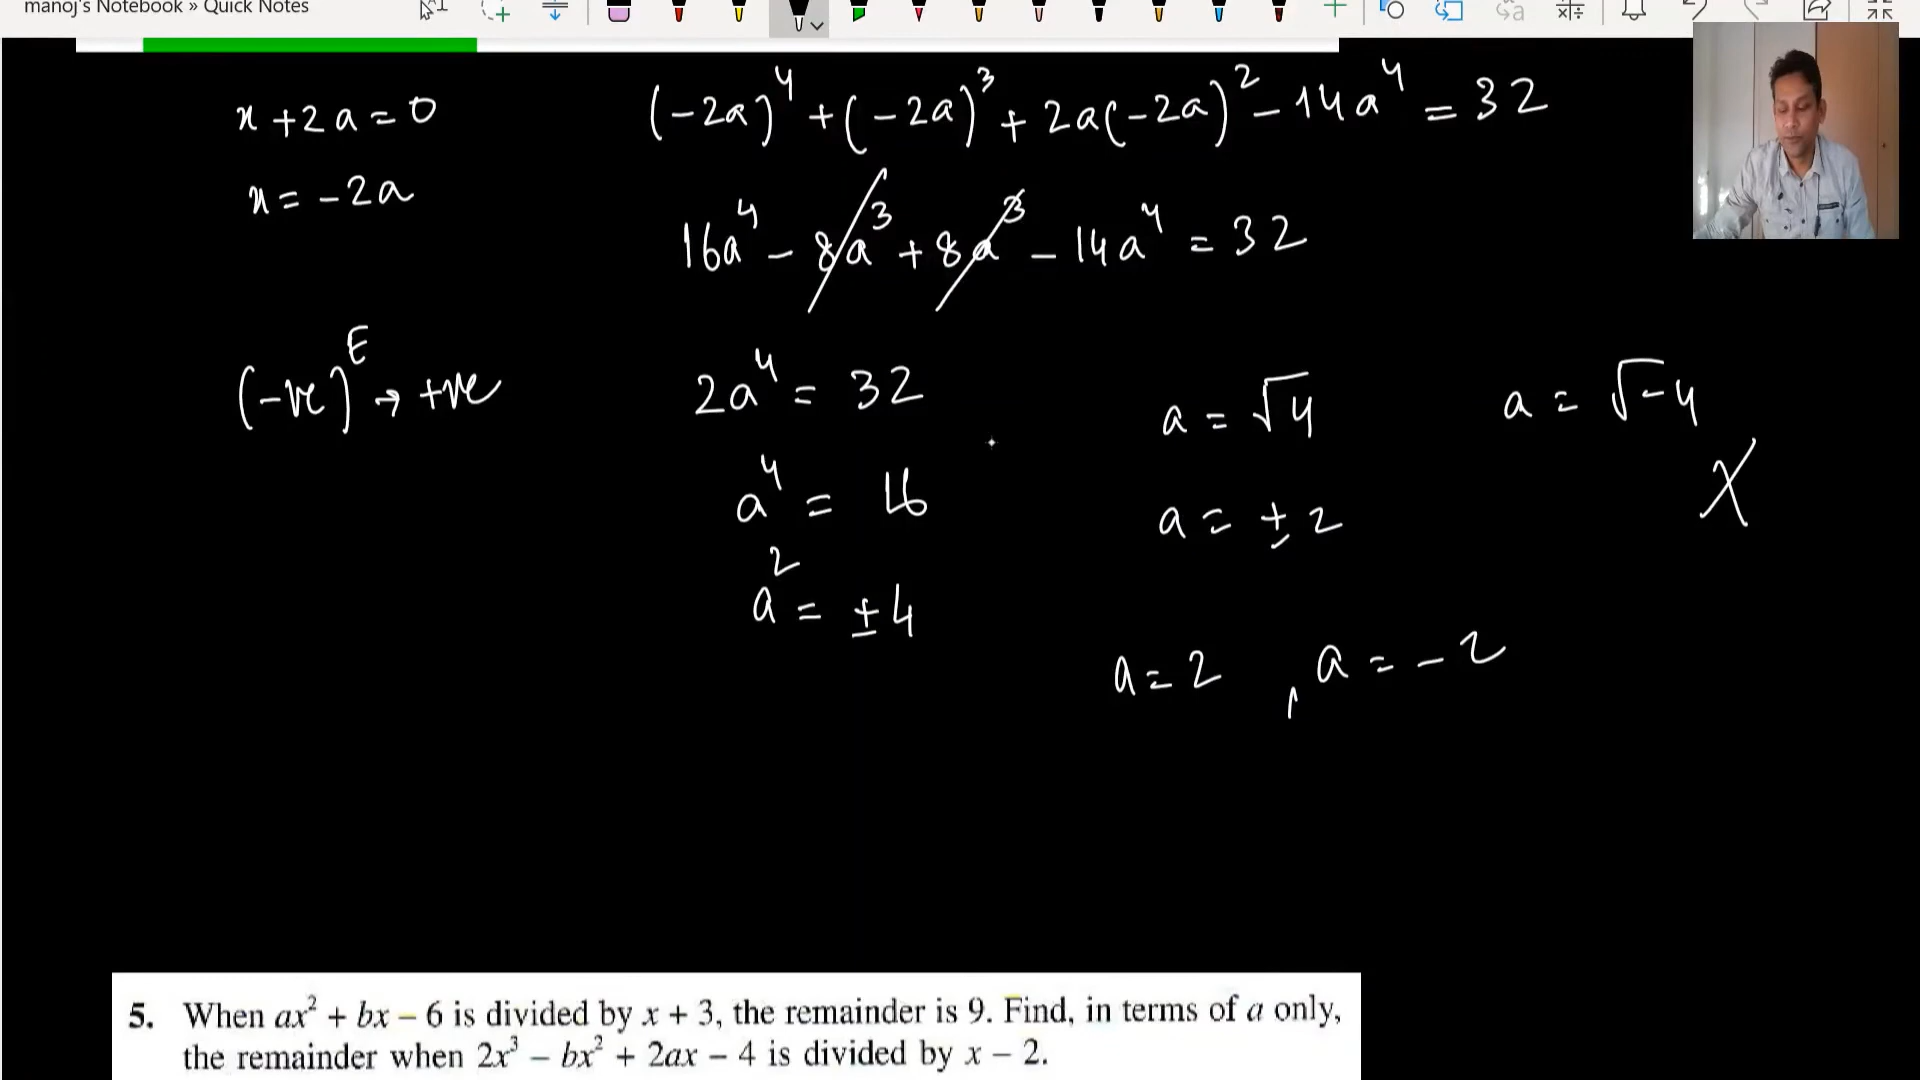 manoj's Notebook » Quick Notes
x + 2a = 0
x = -2a
(-2a)⁴ + (-2a)³ + 2a(-2a)² - 14a⁴ = 32
16a⁴ - 8a³ + 8a³ - 14a⁴ = 32
(-ve)ᴱ → +ve
2a⁴ = 32
a⁴ = 16
a² = ±4
a = √4
a = ±2
a = √-4
X
a = 2 , a = -2
5. When ax² + bx – 6 is divided by x + 3, the remainder is 9. Find, in terms of a only,
the remainder when 2x³ – bx² + 2ax – 4 is divided by x – 2.